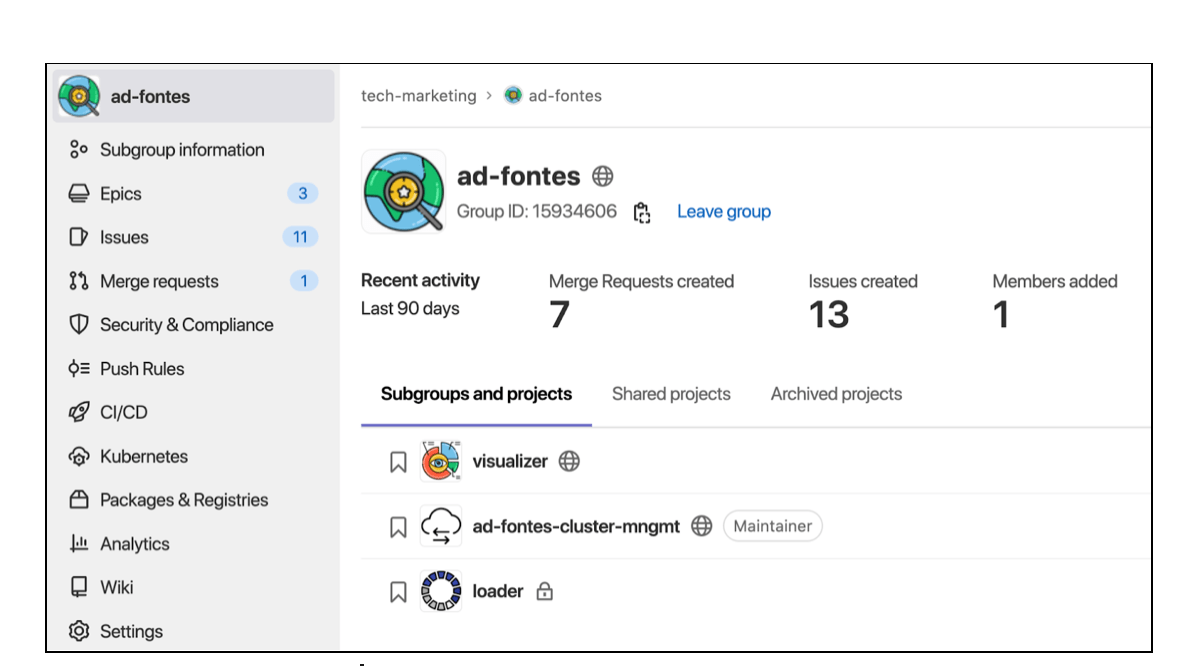 ad-fontes
Subgroup information
Epics 3
Issues 11
Merge requests 1
Security & Compliance
Push Rules
CI/CD
Kubernetes
Packages & Registries
Analytics
Wiki
Settings
tech-marketing › ad-fontes
ad-fontes
Group ID: 15934606 Leave group
Recent activity
Last 90 days
Merge Requests created
7
Issues created
13
Members added
1
Subgroups and projects Shared projects Archived projects
visualizer
ad-fontes-cluster-mngmt Maintainer
loader